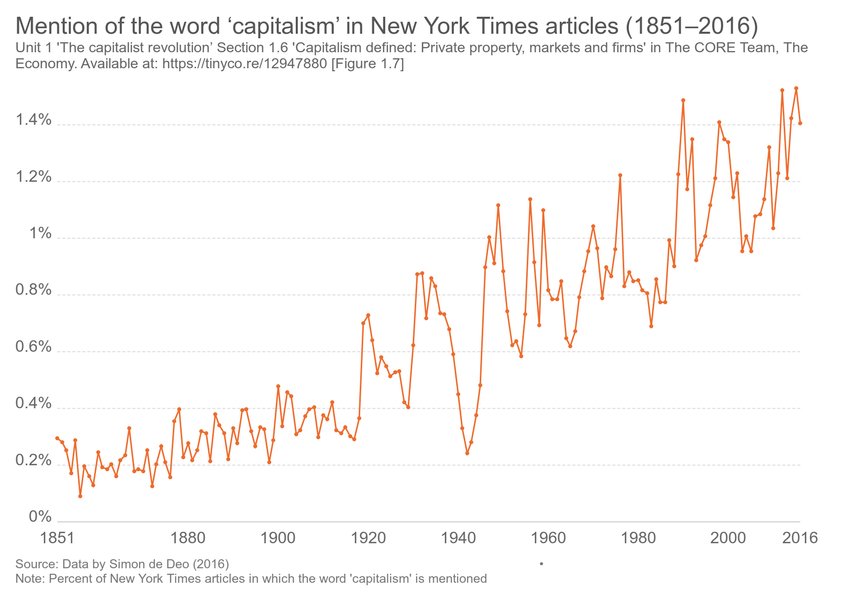 Mention of the word ‘capitalism’ in New York Times articles (1851–2016)
Unit 1 'The capitalist revolution’ Section 1.6 'Capitalism defined: Private property, markets and firms' in The CORE Team, The
Economy. Available at: https://tinyco.re/12947880 [Figure 1.7]
1.4%
1.2%
1%
0.8%
0.6%
0.4%
0.2%
0%
1851 1880 1900 1920 1940 1960 1980 2000 2016
Source: Data by Simon de Deo (2016)
Note: Percent of New York Times articles in which the word 'capitalism' is mentioned